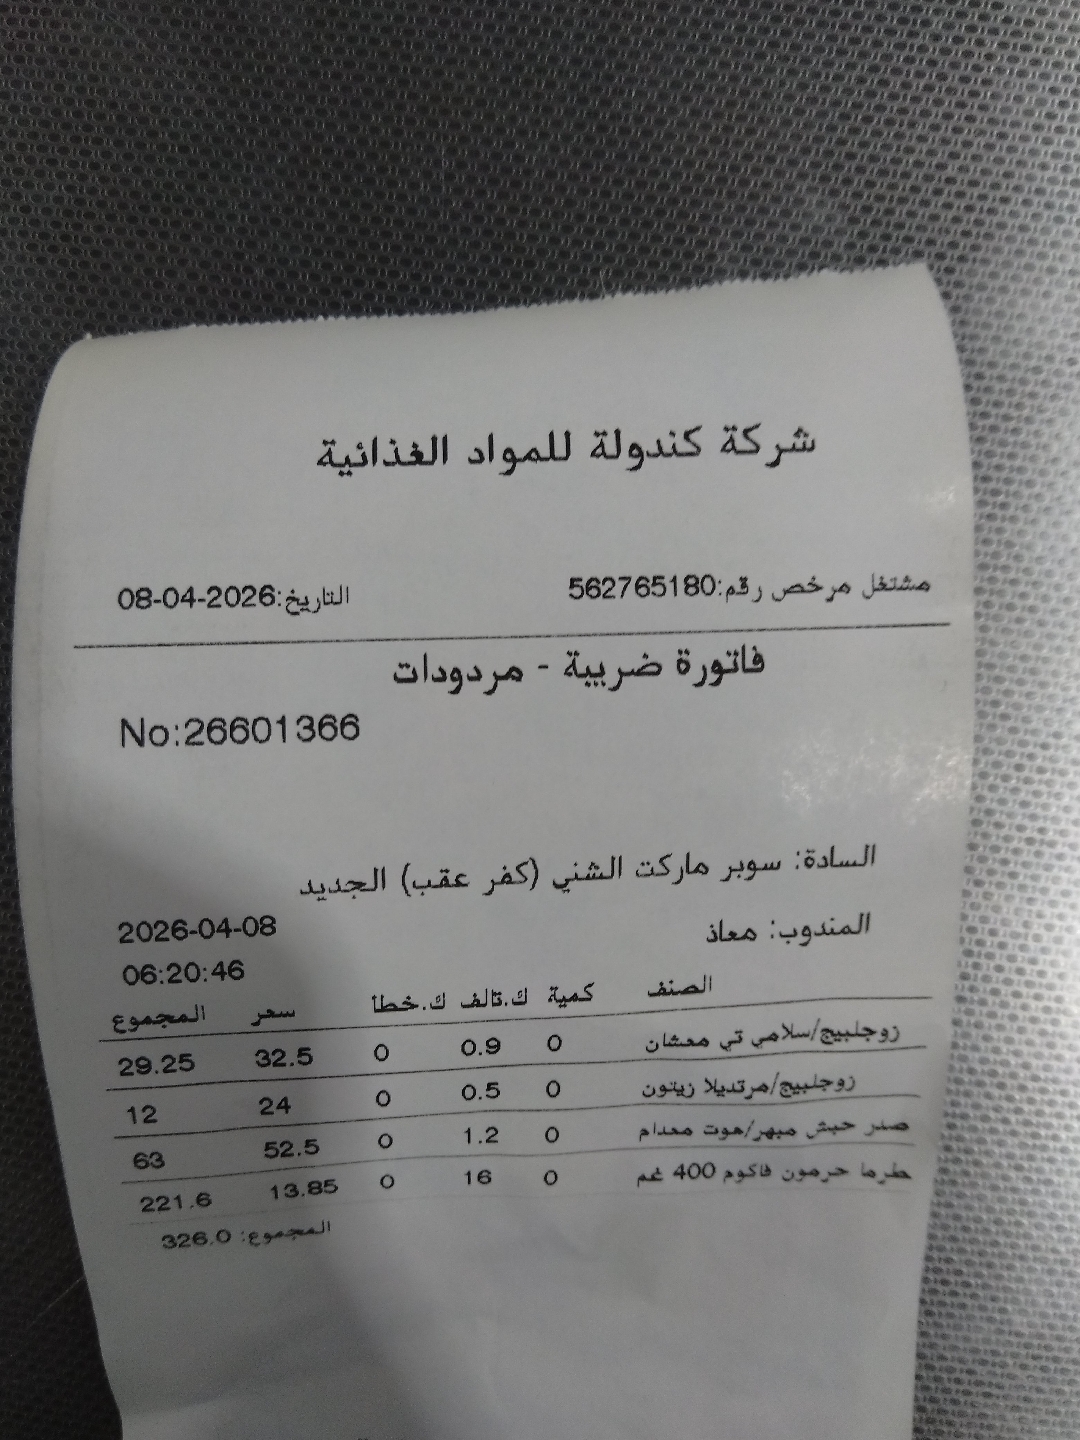 شركة كندولة للمواد الغذائية
مشتغل مرخص رقم:562765180 التاريخ:2026-04-08
فاتورة ضريبة - مردودات
No:26601366
السادة: سوبر ماركت الشني (كفر عقب) الجديد
المندوب: معاذ 2026-04-08
06:20:46
الصنف كمية ك.تالف ك.خطأ سعر المجموع
زوجلبيج/سلامي تي معشان 0 0.9 0 32.5 29.25
زوجلبيج/مرتديلا زيتون 0 0.5 0 24 12
صدر حبش مبهر/هوت معدام 0 1.2 0 52.5 63
طرما حرمون فاكوم 400 غم 0 16 0 13.85 221.6
المجموع: 326.0